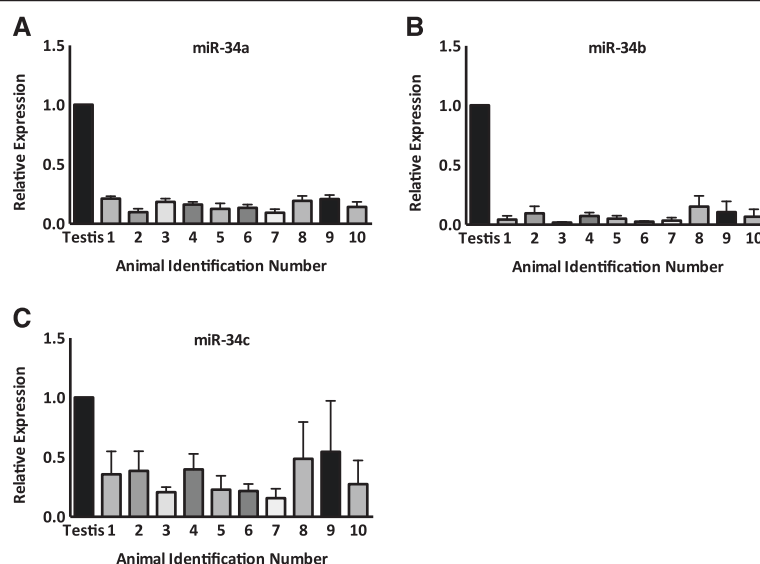 A
miR-34a
Relative Expression
1.5
1.0
0.5
0.0
Testis 1 2 3 4 5 6 7 8 9 10
Animal Identification Number
B
miR-34b
Relative Expression
1.5
1.0
0.5
0.0
Testis 1 2 3 4 5 6 7 8 9 10
Animal Identification Number
C
miR-34c
Relative Expression
1.5
1.0
0.5
0.0
Testis 1 2 3 4 5 6 7 8 9 10
Animal Identification Number